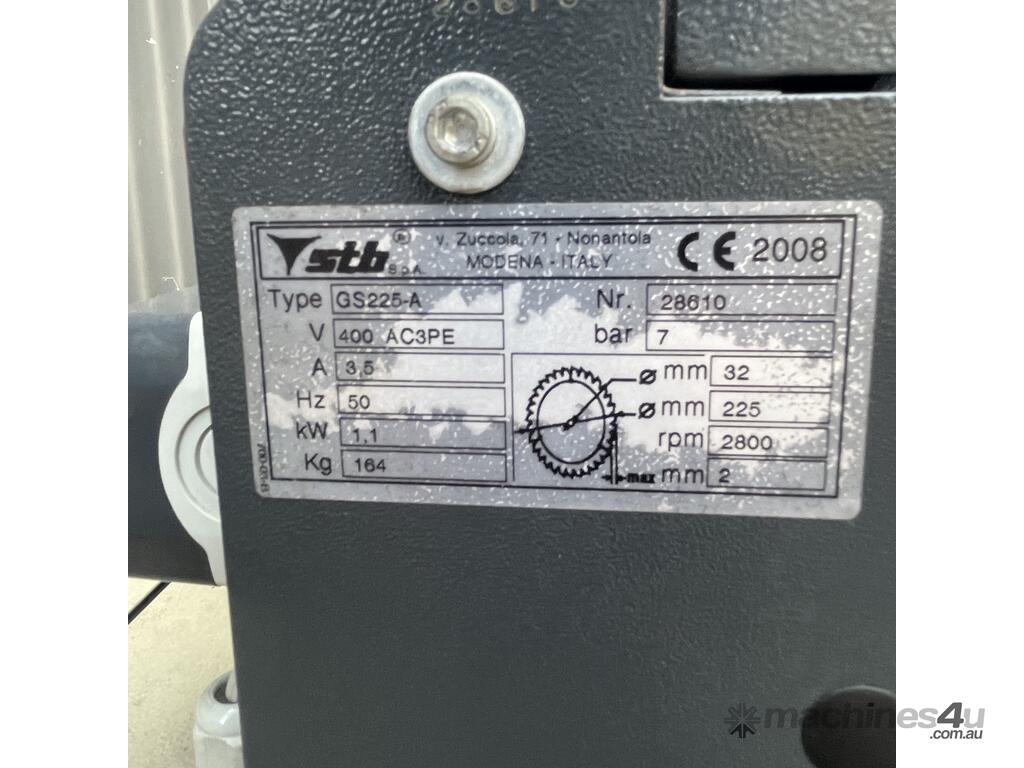 28610
stb ® S.p.A.
v. Zuccola, 71 - Nonantola
MODENA - ITALY
CE 2008
Type GS225-A Nr. 28610
V 400 AC3PE bar 7
A 3,5 ø mm 32
Hz 50 ø mm 225
kW 1,1 rpm 2800
Kg 164 max mm 2
machines4u
.com.au